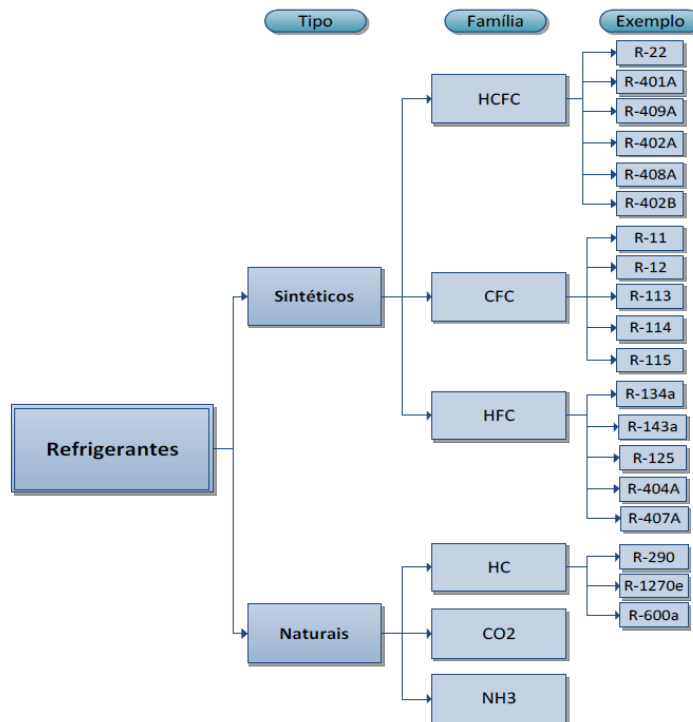 Tipo
Família
Exemplo
Refrigerantes
Sintéticos
HCFC
R-22
R-401A
R-409A
R-402A
R-408A
R-402B
CFC
R-11
R-12
R-113
R-114
R-115
HFC
R-134a
R-143a
R-125
R-404A
R-407A
Naturais
HC
R-290
R-1270e
R-600a
CO2
NH3